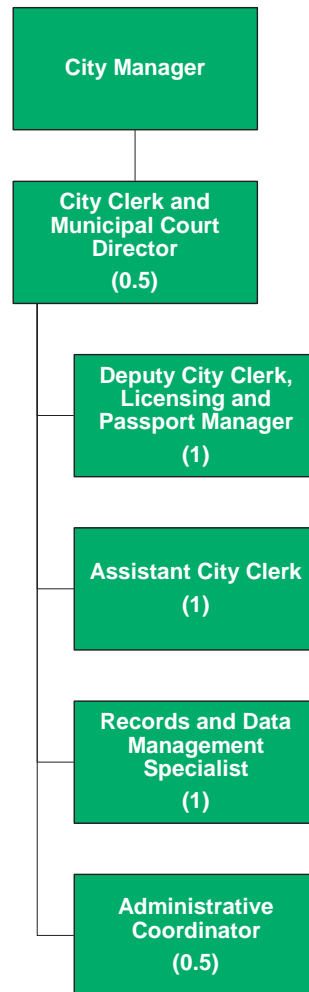 City Manager
City Clerk and
Municipal Court
Director
(0.5)
Deputy City Clerk,
Licensing and
Passport Manager
(1)
Assistant City Clerk
(1)
Records and Data
Management
Specialist
(1)
Administrative
Coordinator
(0.5)